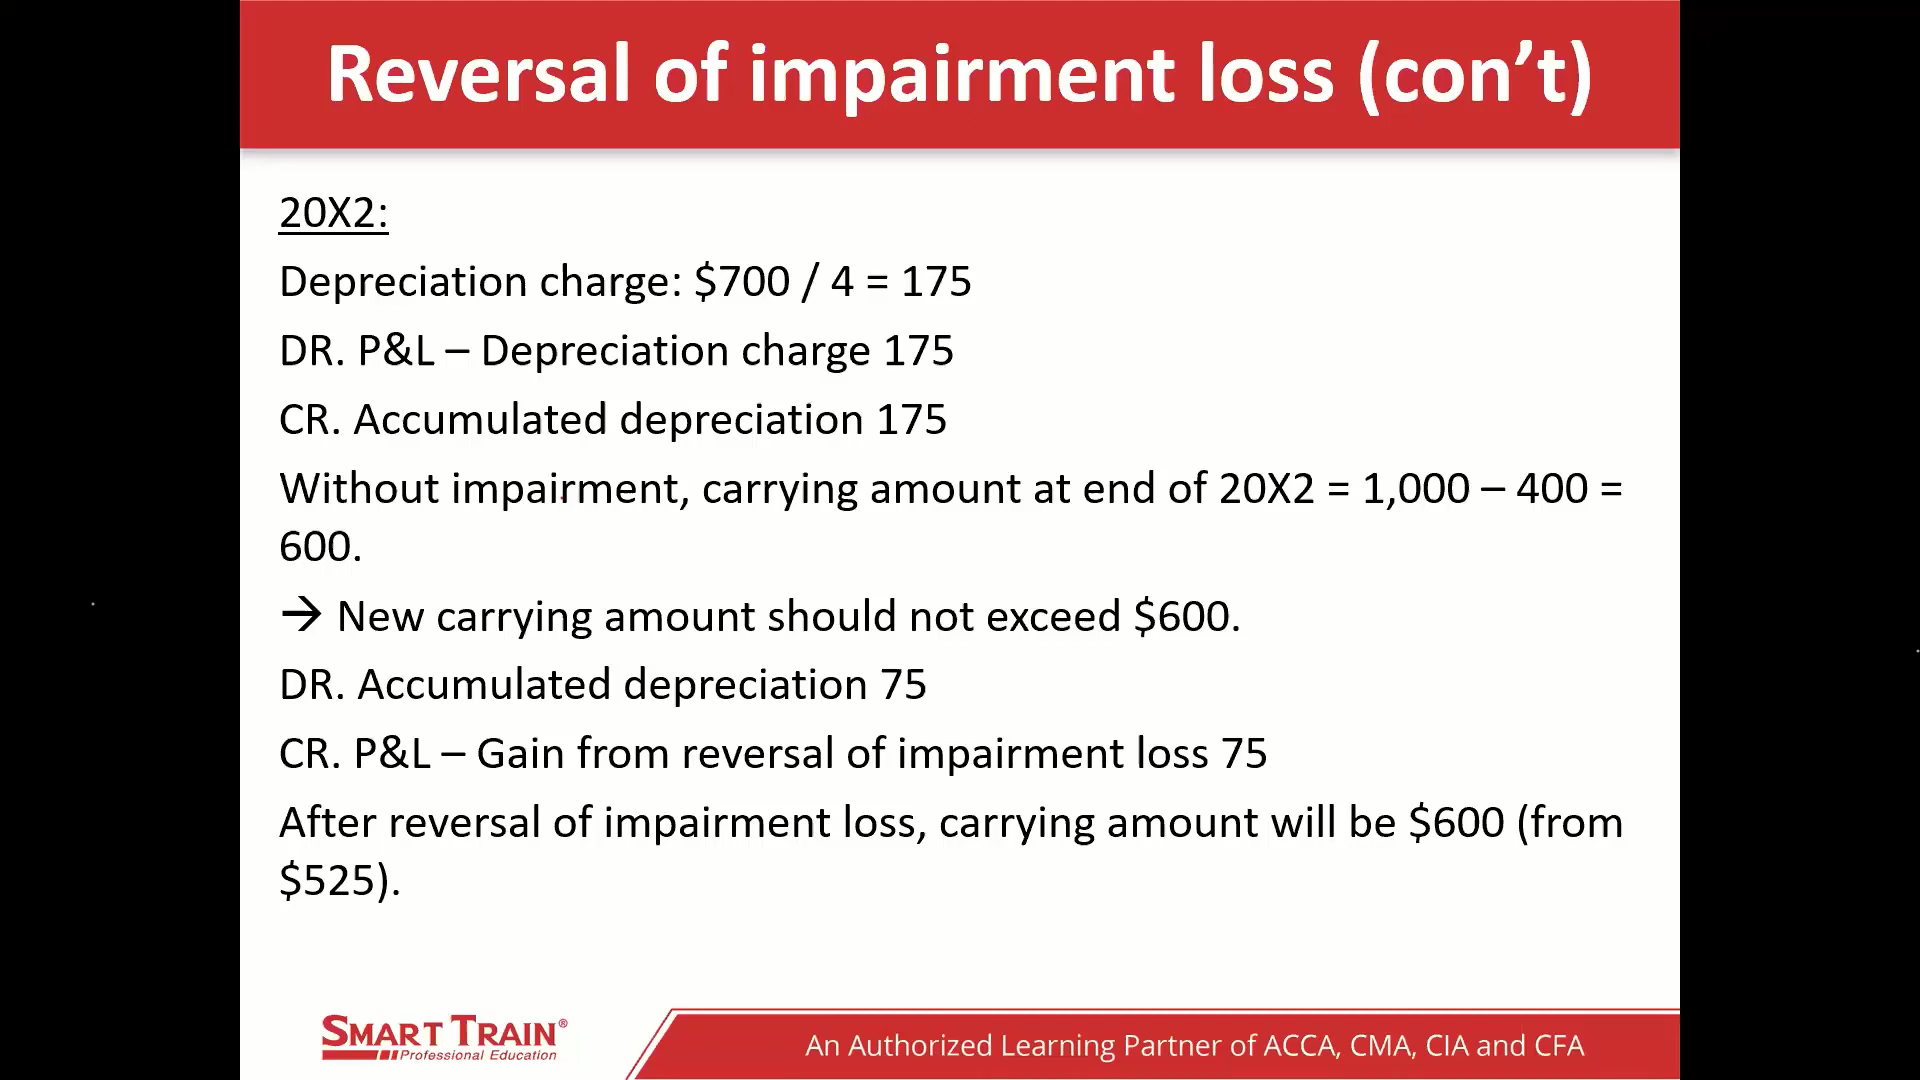 Reversal of impairment loss (con’t)
20X2:
Depreciation charge: $700 / 4 = 175
DR. P&L – Depreciation charge 175
CR. Accumulated depreciation 175
Without impairment, carrying amount at end of 20X2 = 1,000 – 400 =
600.
→ New carrying amount should not exceed $600.
DR. Accumulated depreciation 75
CR. P&L – Gain from reversal of impairment loss 75
After reversal of impairment loss, carrying amount will be $600 (from
$525).
SMART TRAIN®
Professional Education
An Authorized Learning Partner of ACCA, CMA, CIA and CFA